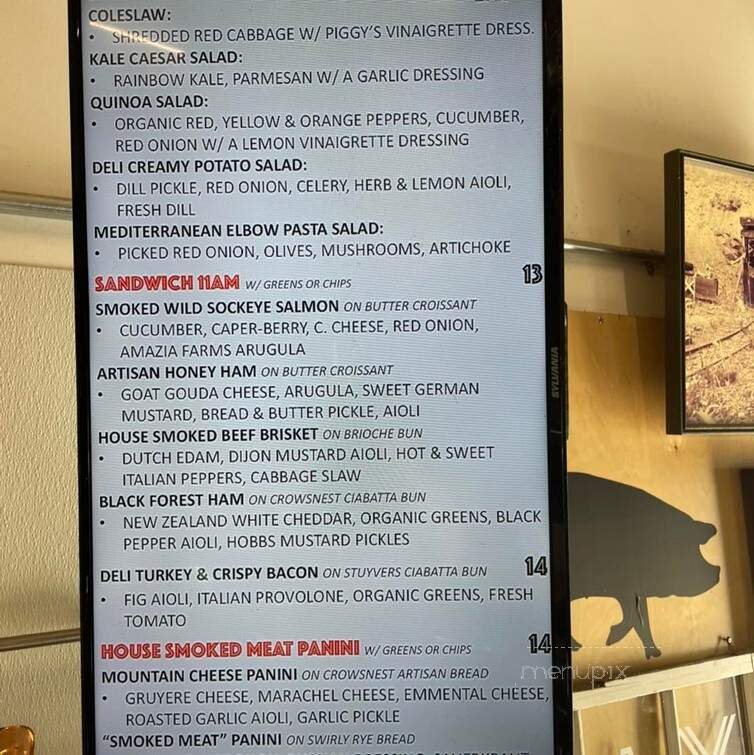 COLESLAW:
• SHREDDED RED CABBAGE W/ PIGGY'S VINAIGRETTE DRESS.
KALE CAESAR SALAD:
• RAINBOW KALE, PARMESAN W/ A GARLIC DRESSING
QUINOA SALAD:
• ORGANIC RED, YELLOW & ORANGE PEPPERS, CUCUMBER,
RED ONION W/ A LEMON VINAIGRETTE DRESSING
DELI CREAMY POTATO SALAD:
• DILL PICKLE, RED ONION, CELERY, HERB & LEMON AIOLI,
FRESH DILL
MEDITERRANEAN ELBOW PASTA SALAD:
• PICKED RED ONION, OLIVES, MUSHROOMS, ARTICHOKE
SANDWICH 11AM W/ GREENS OR CHIPS 13
SMOKED WILD SOCKEYE SALMON ON BUTTER CROISSANT
• CUCUMBER, CAPER-BERRY, C. CHEESE, RED ONION,
AMAZIA FARMS ARUGULA
ARTISAN HONEY HAM ON BUTTER CROISSANT
• GOAT GOUDA CHEESE, ARUGULA, SWEET GERMAN
MUSTARD, BREAD & BUTTER PICKLE, AIOLI
HOUSE SMOKED BEEF BRISKET ON BRIOCHE BUN
• DUTCH EDAM, DIJON MUSTARD AIOLI, HOT & SWEET
ITALIAN PEPPERS, CABBAGE SLAW
BLACK FOREST HAM ON CROWSNEST CIABATTA BUN
• NEW ZEALAND WHITE CHEDDAR, ORGANIC GREENS, BLACK
PEPPER AIOLI, HOBBS MUSTARD PICKLES
DELI TURKEY & CRISPY BACON ON STUYVERS CIABATTA BUN 14
• FIG AIOLI, ITALIAN PROVOLONE, ORGANIC GREENS, FRESH
TOMATO
HOUSE SMOKED MEAT PANINI W/ GREENS OR CHIPS 14
MOUNTAIN CHEESE PANINI ON CROWSNEST ARTISAN BREAD
• GRUYERE CHEESE, MARACHEL CHEESE, EMMENTAL CHEESE,
ROASTED GARLIC AIOLI, GARLIC PICKLE
"SMOKED MEAT" PANINI ON SWIRLY RYE BREAD
SYLVANIA
menupix